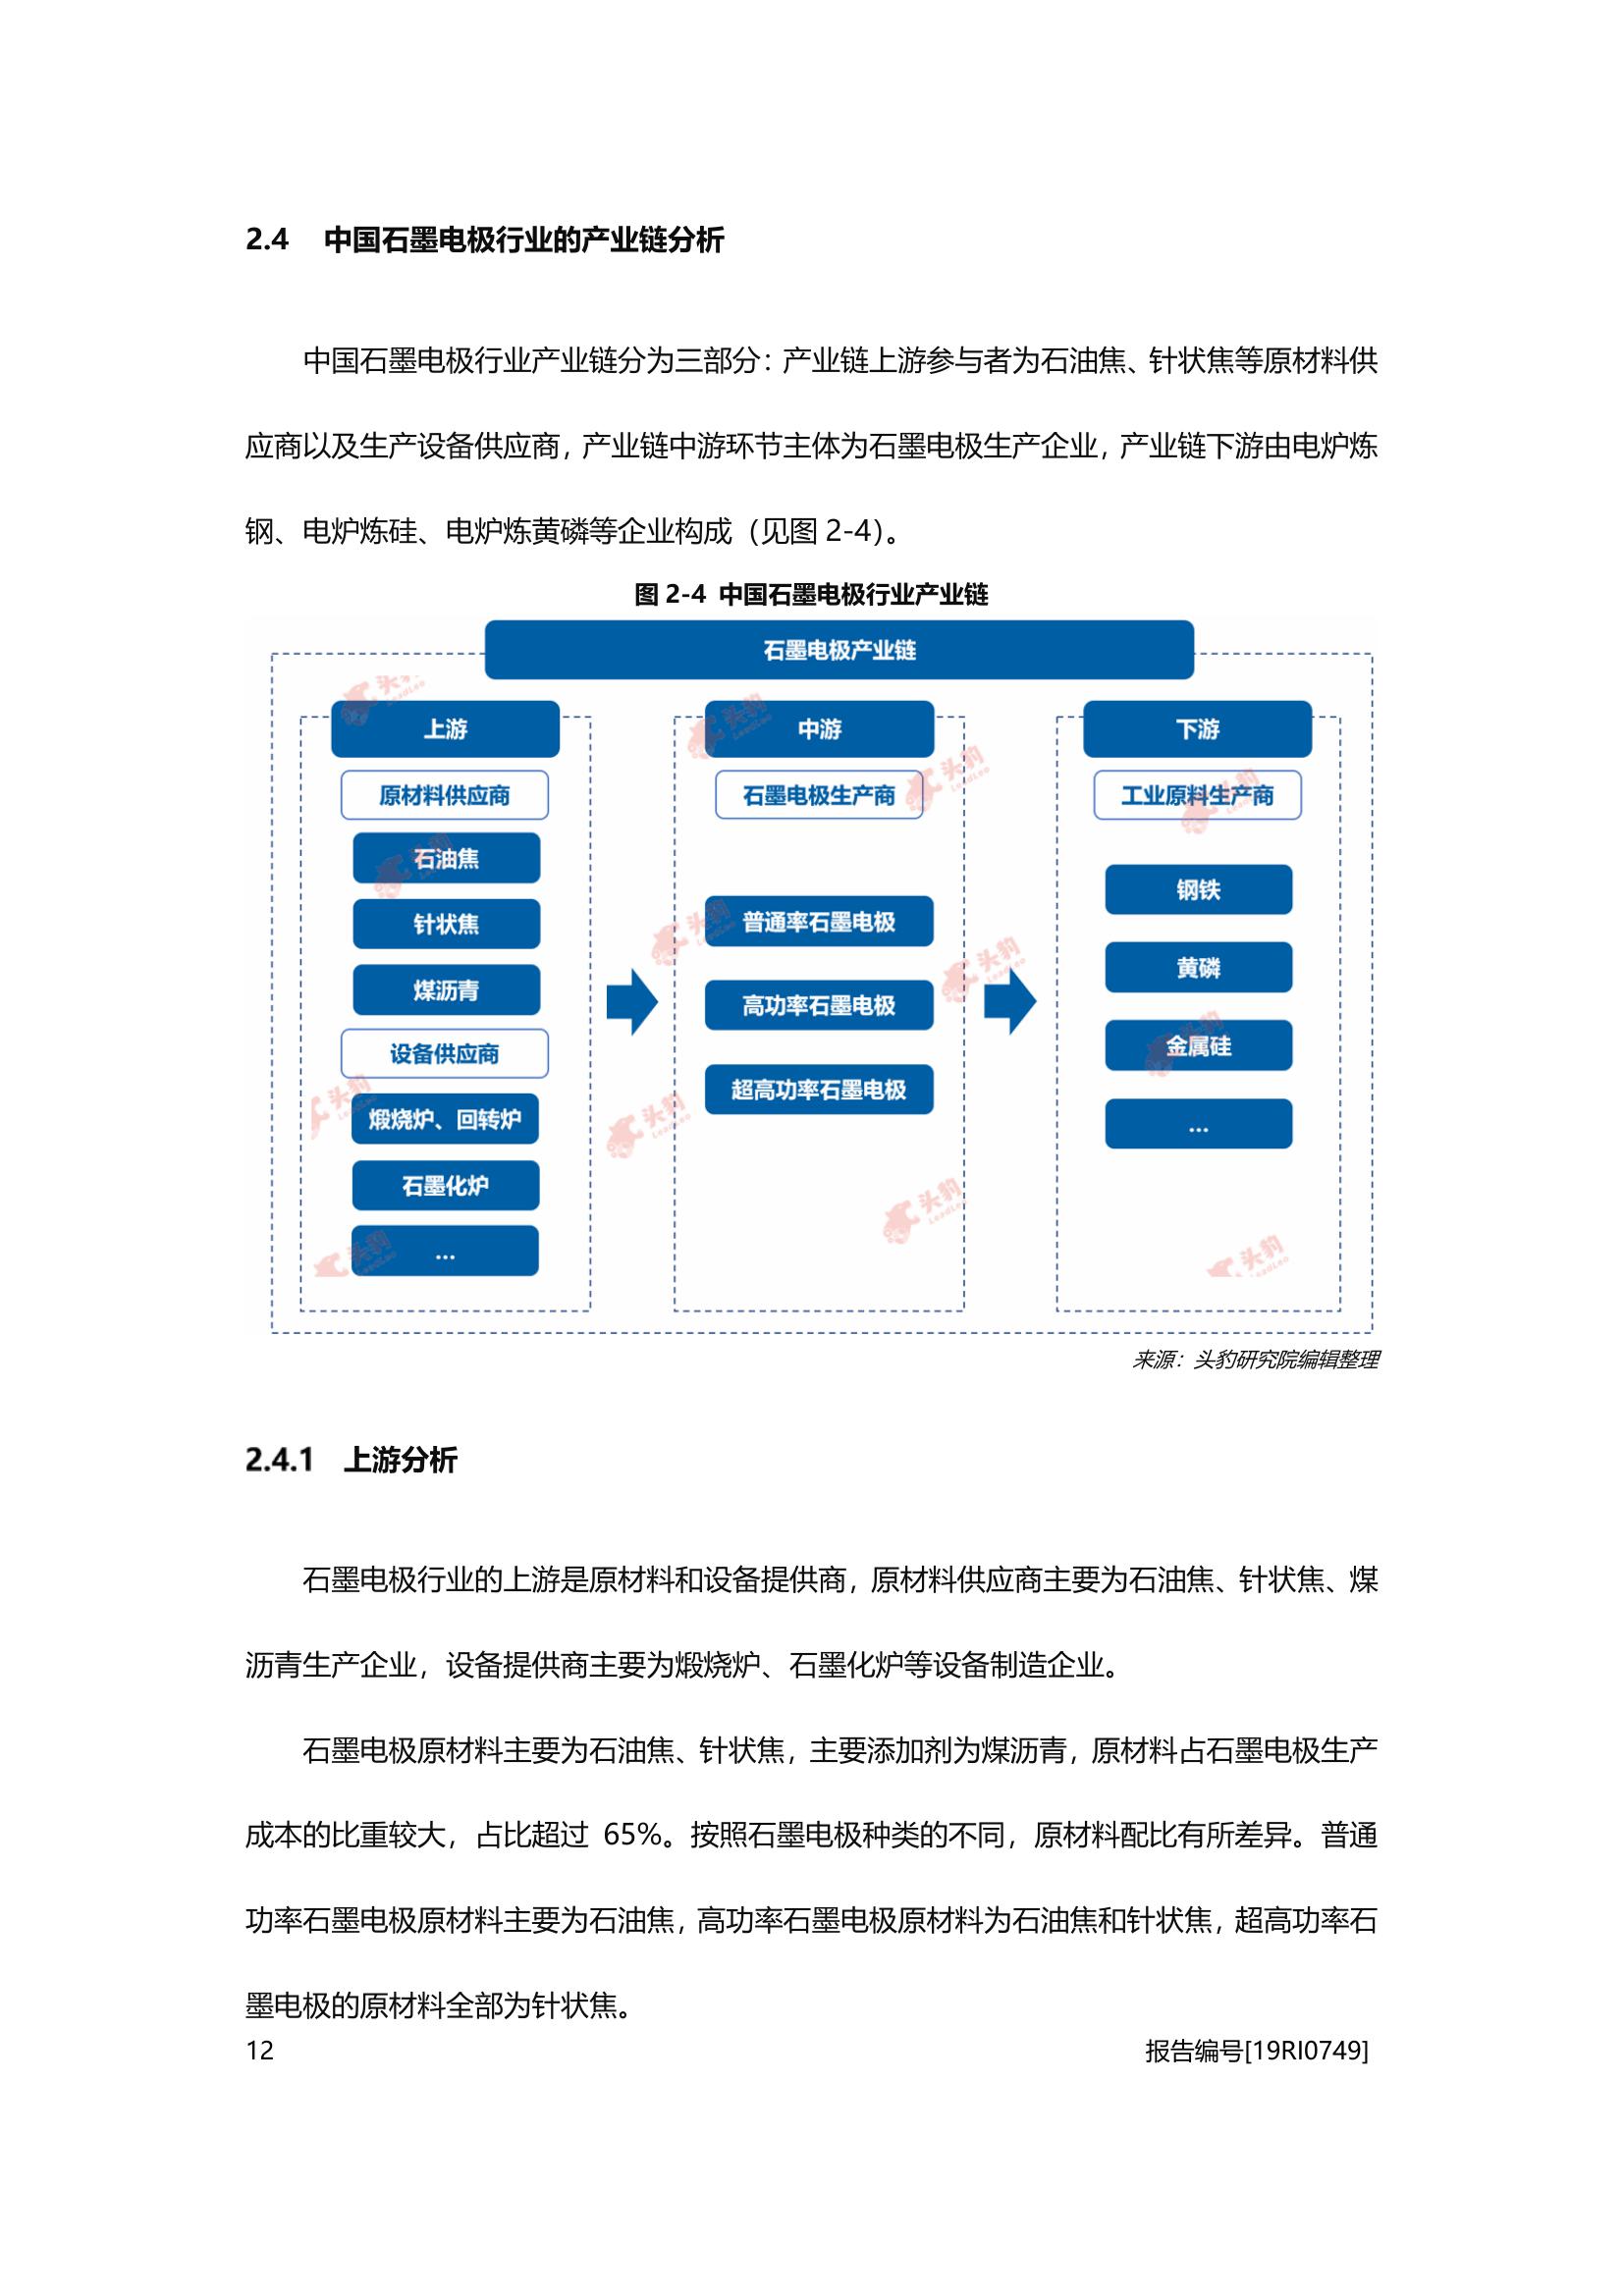 2.4 中国石墨电极行业的产业链分析
中国石墨电极行业产业链分为三部分：产业链上游参与者为石油焦、针状焦等原材料供
应商以及生产设备供应商，产业链中游环节主体为石墨电极生产企业，产业链下游由电炉炼
钢、电炉炼硅、电炉炼黄磷等企业构成（见图 2-4）。
图 2-4 中国石墨电极行业产业链
石墨电极产业链
上游
原材料供应商
石油焦
针状焦
煤沥青
设备供应商
煅烧炉、回转炉
石墨化炉
...
中游
石墨电极生产商
普通率石墨电极
高功率石墨电极
超高功率石墨电极
下游
工业原料生产商
钢铁
黄磷
金属硅
...
头豹
LeadLeo
来源：头豹研究院编辑整理
2.4.1 上游分析
石墨电极行业的上游是原材料和设备提供商，原材料供应商主要为石油焦、针状焦、煤
沥青生产企业，设备提供商主要为煅烧炉、石墨化炉等设备制造企业。
石墨电极原材料主要为石油焦、针状焦，主要添加剂为煤沥青，原材料占石墨电极生产
成本的比重较大，占比超过 65%。按照石墨电极种类的不同，原材料配比有所差异。普通
功率石墨电极原材料主要为石油焦，高功率石墨电极原材料为石油焦和针状焦，超高功率石
墨电极的原材料全部为针状焦。
12
报告编号[19RI0749]